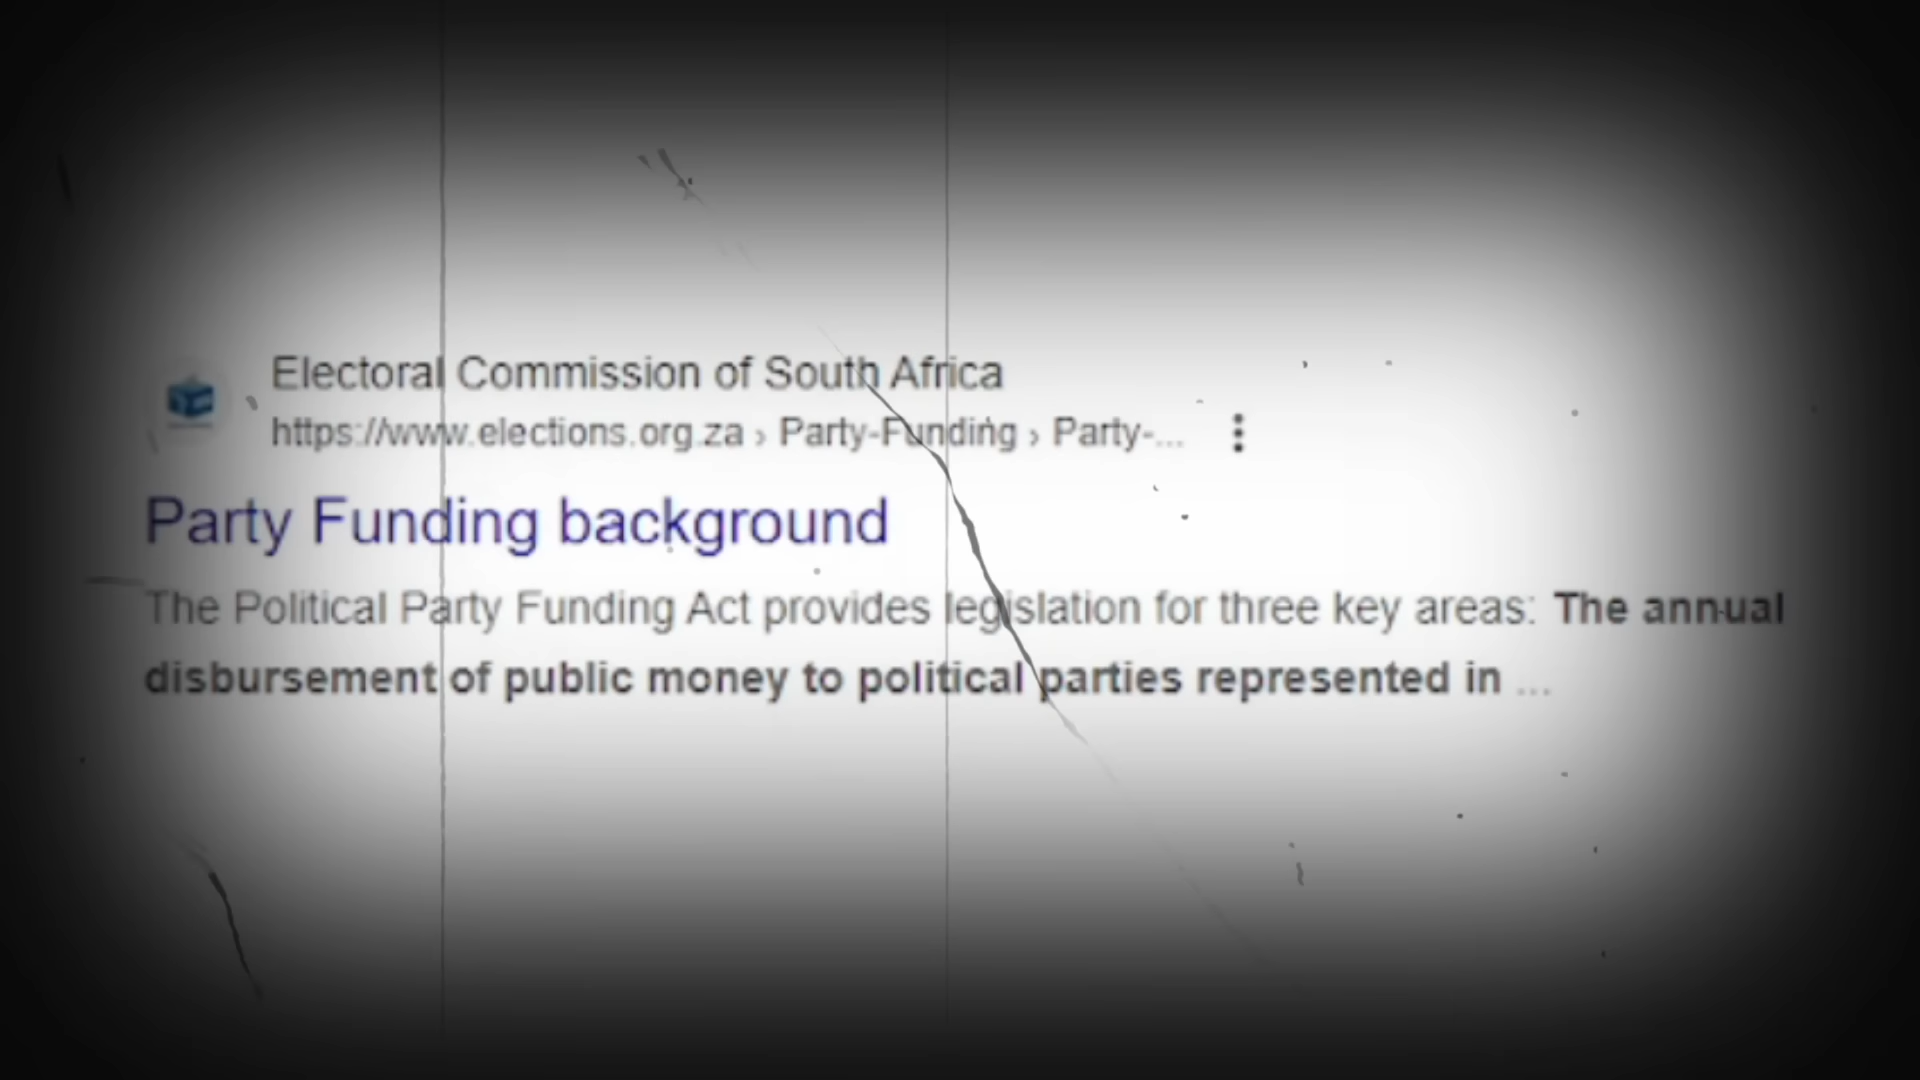 Electoral Commission of South Africa
https://www.elections.org.za › Party-Funding › Party-...
Party Funding background
The Political Party Funding Act provides legislation for three key areas: The annual
disbursement of public money to political parties represented in ...